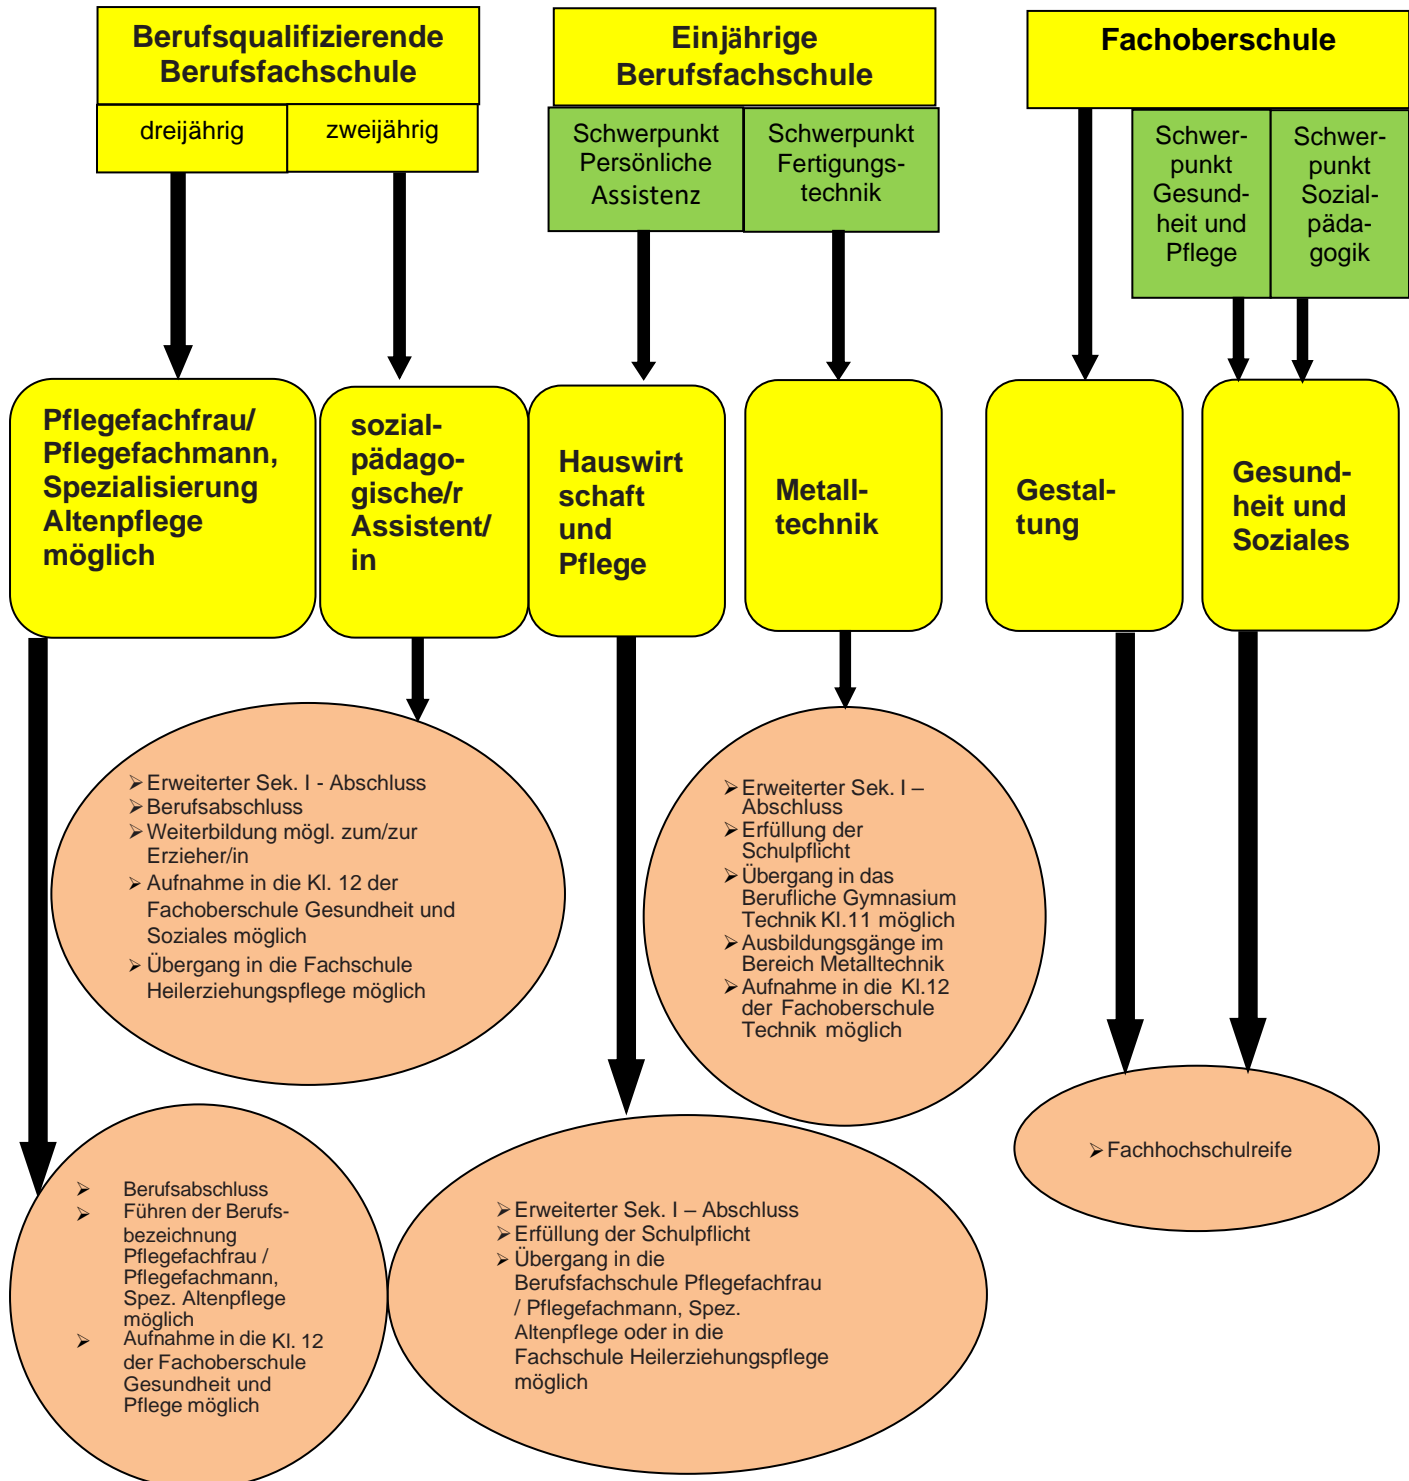 Berufsqualifizierende
Berufsfachschule
dreijährig
zweijährig
Einjährige
Berufsfachschule
Schwerpunkt
Persönliche
Assistenz
Schwerpunkt
Fertigungs-
technik
Fachoberschule
Schwer-
punkt
Gesund-
heit und
Pflege
Schwer-
punkt
Sozial-
päda-
gogik
Pflegefachfrau/
Pflegefachmann,
Spezialisierung
Altenpflege
möglich
sozial-
pädago-
gische/r
Assistent/
in
Hauswirt
schaft
und
Pflege
Metall-
technik
Gestal-
tung
Gesund-
heit und
Soziales
➢ Erweiterter Sek. I - Abschluss
➢ Berufsabschluss
➢ Weiterbildung mögl. zum/zur
Erzieher/in
➢ Aufnahme in die Kl. 12 der
Fachoberschule Gesundheit und
Soziales möglich
➢ Übergang in die Fachschule
Heilerziehungspflege möglich
➢ Erweiterter Sek. I –
Abschluss
➢ Erfüllung der
Schulpflicht
➢ Übergang in das
Berufliche Gymnasium
Technik Kl.11 möglich
➢ Ausbildungsgänge im
Bereich Metalltechnik
➢ Aufnahme in die Kl.12
der Fachoberschule
Technik möglich
➢ Fachhochschulreife
➢ Berufsabschluss
➢ Führen der Berufs-
bezeichnung
Pflegefachfrau /
Pflegefachmann,
Spez. Altenpflege
möglich
➢ Aufnahme in die Kl. 12
der Fachoberschule
Gesundheit und
Pflege möglich
➢ Erweiterter Sek. I – Abschluss
➢ Erfüllung der Schulpflicht
➢ Übergang in die
Berufsfachschule Pflegefachfrau
/ Pflegefachmann, Spez.
Altenpflege oder in die
Fachschule Heilerziehungspflege
möglich